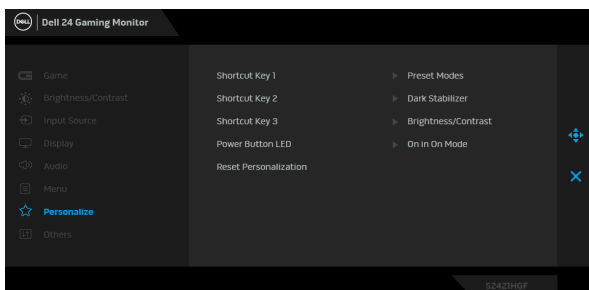 DELL Dell 24 Gaming Monitor
Game
Shortcut Key 1 Preset Modes
Brightness/Contrast
Shortcut Key 2 Dark Stabilizer
Input Source
Shortcut Key 3 Brightness/Contrast
Display
Power Button LED On in On Mode
Audio
Reset Personalization
Menu
Personalize
Others
S2421HGF